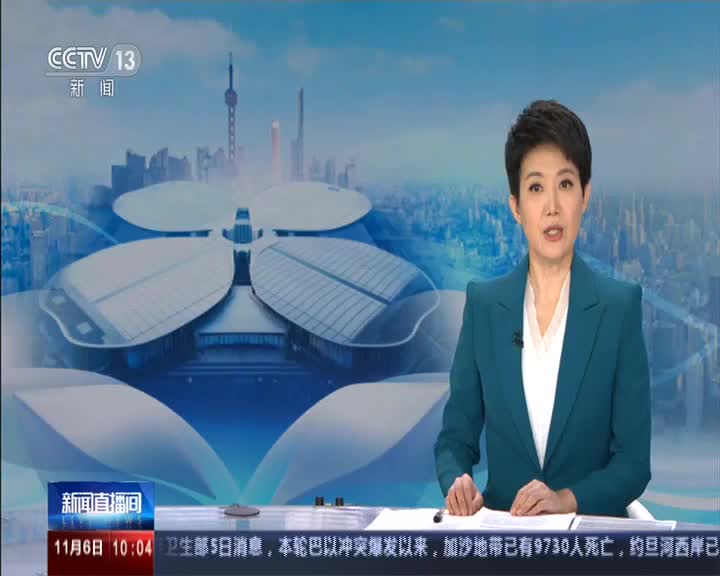 CCTV 13
新闻
新闻直播间
11月6日 10:04
卫生部5日消息，本轮巴以冲突爆发以来，加沙地带已有9730人死亡，约旦河西岸已